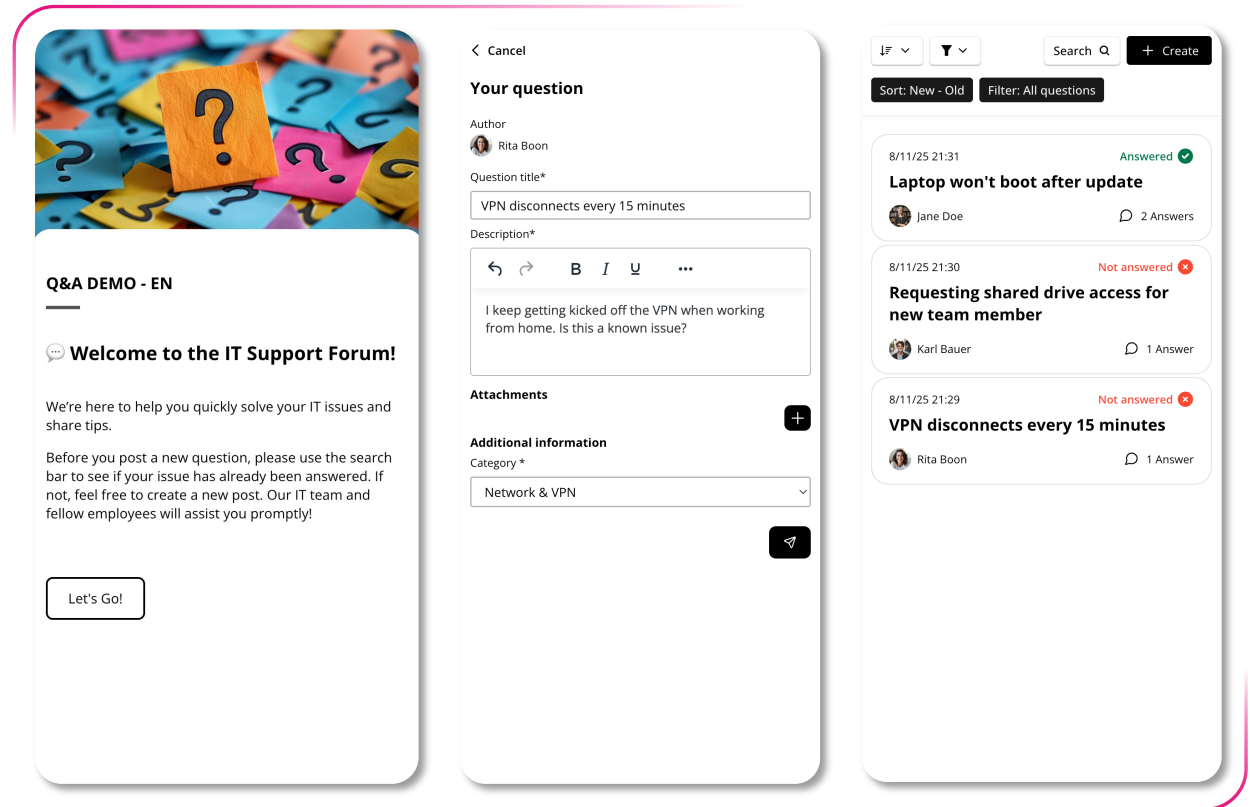 Q&A DEMO - EN
💬 Welcome to the IT Support Forum!
We’re here to help you quickly solve your IT issues and
share tips.
Before you post a new question, please use the search
bar to see if your issue has already been answered. If
not, feel free to create a new post. Our IT team and
fellow employees will assist you promptly!
Let's Go!
Cancel
Your question
Author
Rita Boon
Question title*
VPN disconnects every 15 minutes
Description*
B I U
I keep getting kicked off the VPN when working
from home. Is this a known issue?
Attachments
Additional information
Category *
Network & VPN
Search
+ Create
Sort: New - Old
Filter: All questions
8/11/25 21:31
Answered
Laptop won't boot after update
Jane Doe
2 Answers
8/11/25 21:30
Not answered
Requesting shared drive access for
new team member
Karl Bauer
1 Answer
8/11/25 21:29
Not answered
VPN disconnects every 15 minutes
Rita Boon
1 Answer